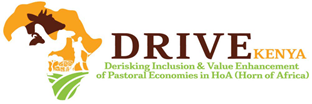 DRIVE KENYA
Derisking Inclusion & Value Enhancement
of Pastoral Economies in HoA (Horn of Africa)